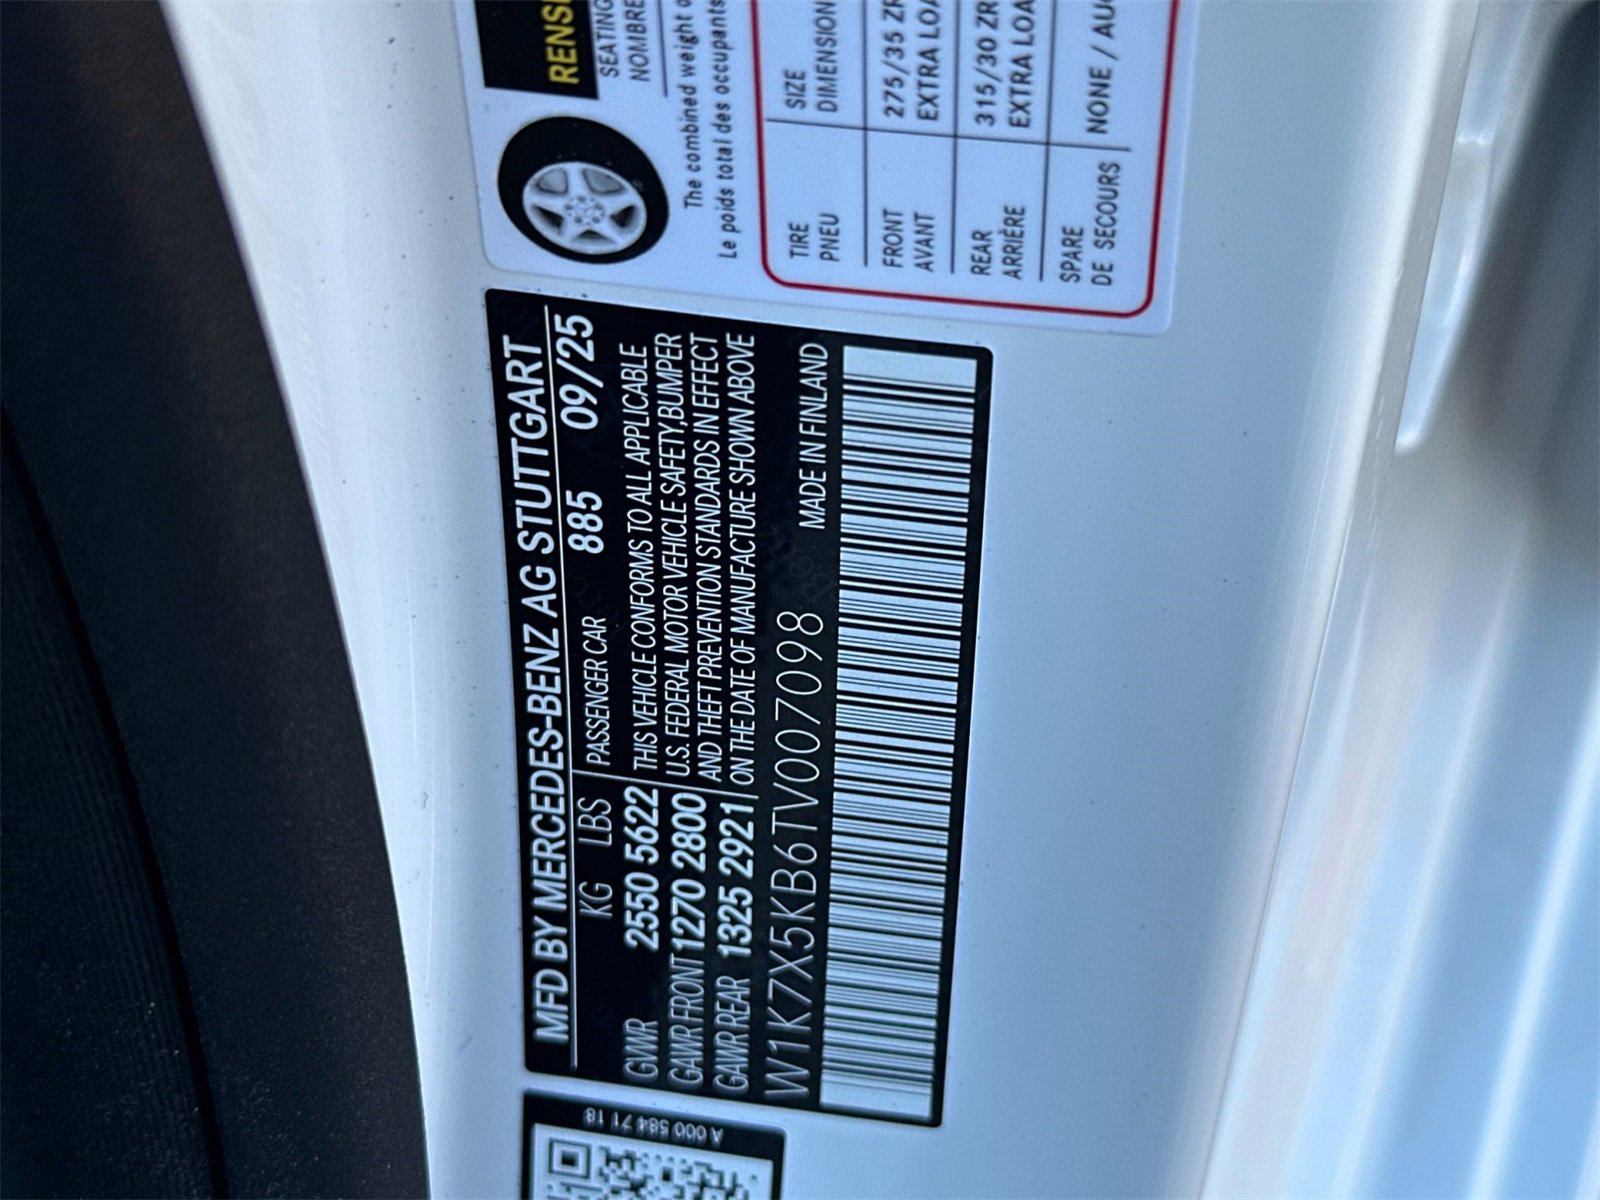 RENSE
SEATING
NOMBRE
The combined weight o
Le poids total des occupants
TIRE SIZE
PNEU DIMENSION
FRONT 275/35 ZR
AVANT EXTRA LOA
REAR 315/30 ZR
ARRIÈRE EXTRA LOA
SPARE NONE / AUC
DE SECOURS
MFD BY MERCEDES-BENZ AG STUTTGART
KG LBS PASSENGER CAR 885 09/25
GVWR 2550 5622 THIS VEHICLE CONFORMS TO ALL APPLICABLE
GAWR FRONT 1270 2800 U.S. FEDERAL MOTOR VEHICLE SAFETY,BUMPER
AND THEFT PREVENTION STANDARDS IN EFFECT
GAWR REAR 1325 2921 ON THE DATE OF MANUFACTURE SHOWN ABOVE
W1K7X5KB6TV007098 MADE IN FINLAND
A 000 584 71 18